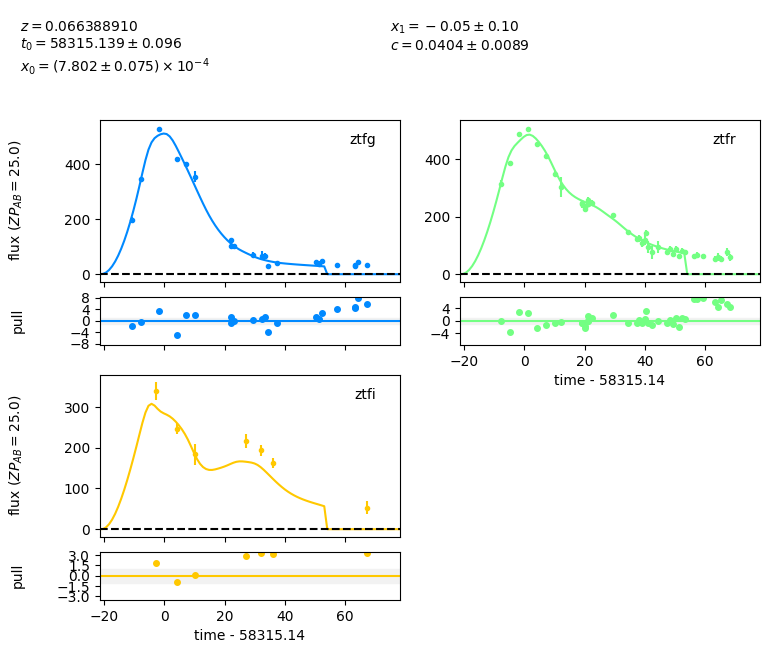 z = 0.066388910
t₀ = 58315.139 ± 0.096
x₀ = (7.802 ± 0.075) × 10⁻⁴
x₁ = −0.05 ± 0.10
c = 0.0404 ± 0.0089
ztfg
flux (ZP_AB = 25.0)
400
200
0
ztfr
400
200
0
pull
8
4
0
−4
−8
4
0
−4
−20
0
20
40
60
time - 58315.14
ztfi
flux (ZP_AB = 25.0)
300
200
100
0
pull
3.0
1.5
0.0
−1.5
−3.0
−20
0
20
40
60
time - 58315.14